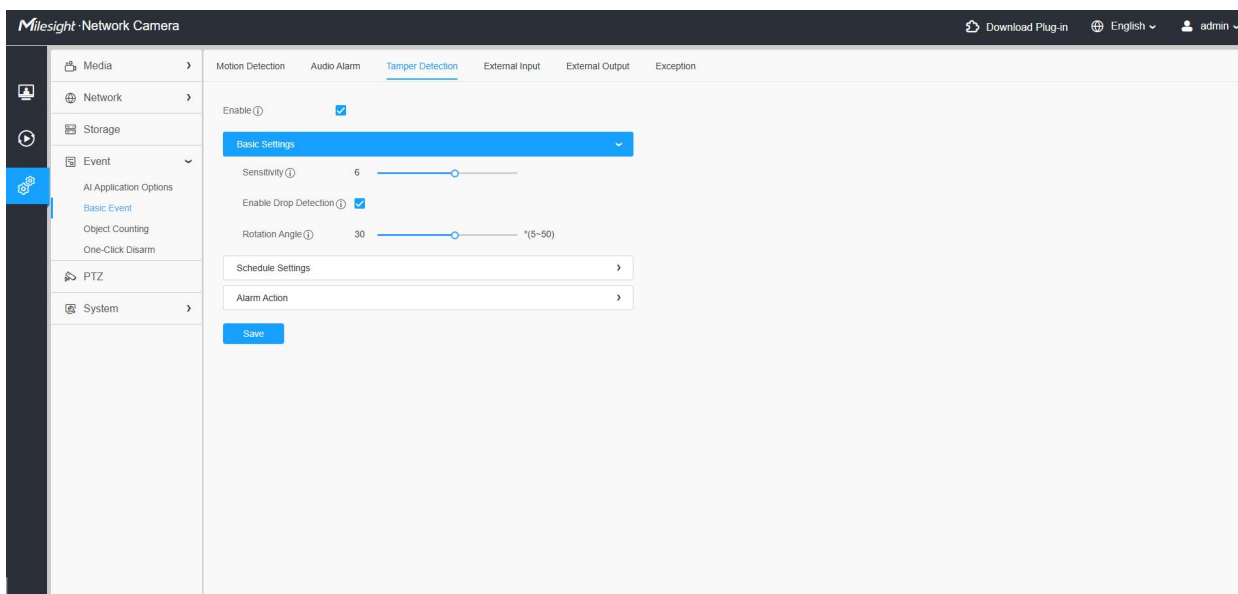 Milesight · Network Camera
Download Plug-in
English
admin
Media
Network
Storage
Event
AI Application Options
Basic Event
Object Counting
One-Click Disarm
PTZ
System
Motion Detection Audio Alarm Tamper Detection External Input External Output Exception
Enable
Basic Settings
Sensitivity 6
Enable Drop Detection
Rotation Angle 30 *(5~50)
Schedule Settings
Alarm Action
Save